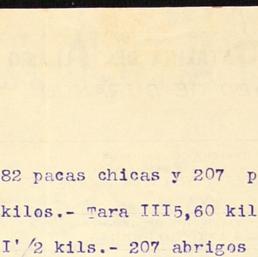 82 pacas chicas y 207 p
kilos.- Tara III5,60 kil
I'/2 kils.- 207 abrigos